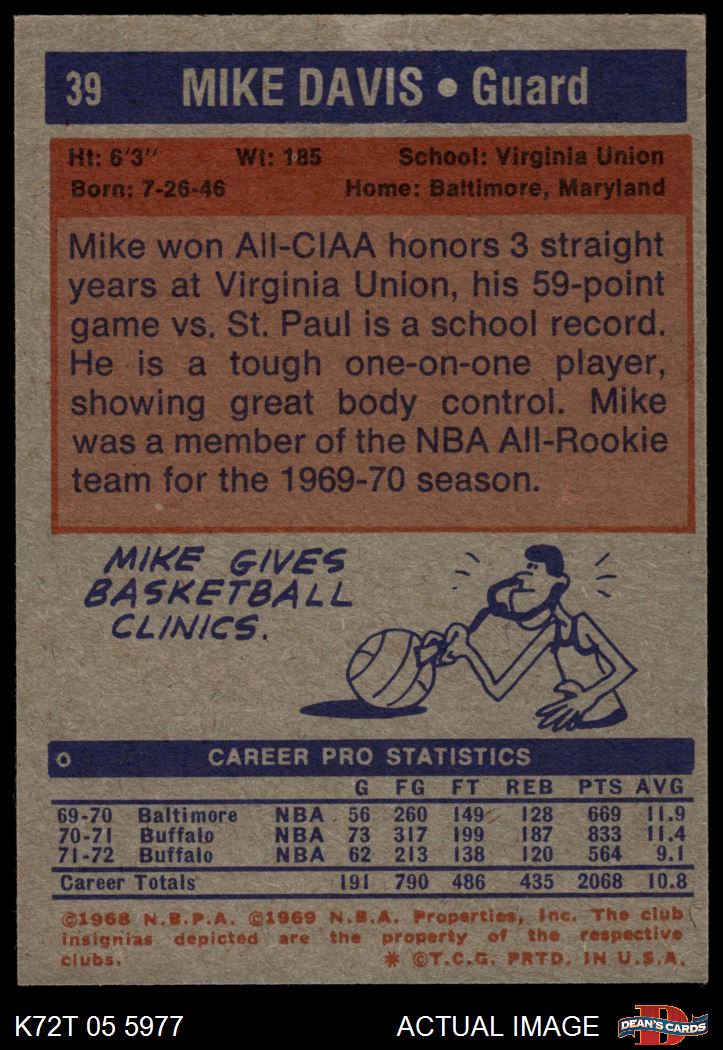 39 MIKE DAVIS • Guard
Ht: 6'3" Wt: 185 School: Virginia Union
Born: 7-26-46 Home: Baltimore, Maryland
Mike won All-CIAA honors 3 straight
years at Virginia Union, his 59-point
game vs. St. Paul is a school record.
He is a tough one-on-one player,
showing great body control. Mike
was a member of the NBA All-Rookie
team for the 1969-70 season.
MIKE GIVES
BASKETBALL
CLINICS.
O CAREER PRO STATISTICS
G FG FT REB PTS AVG
69-70 Baltimore NBA 56 260 149 128 669 11.9
70-71 Buffalo NBA 73 317 199 187 833 11.4
71-72 Buffalo NBA 62 213 138 120 564 9.1
Career Totals 191 790 486 435 2068 10.8
©1968 N.B.P.A. ©1969 N.B.A. Properties, Inc. The club
insignias depicted are the property of the respective
clubs. * ©T.C.G. PRTD. IN U.S.A.
K72T 05 5977 ACTUAL IMAGE D DEAN'S CARDS